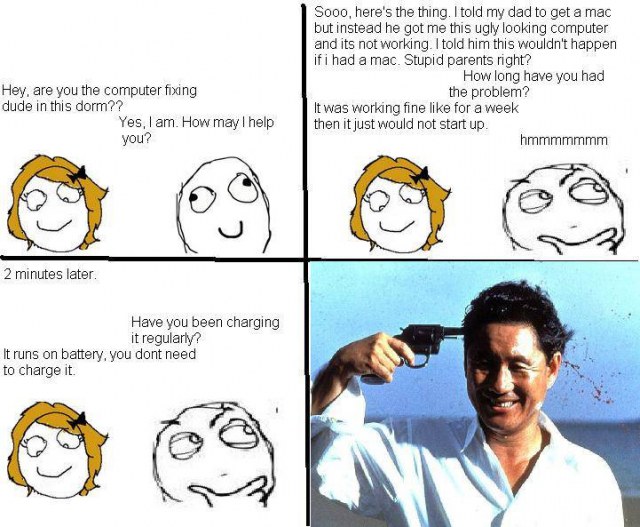 Hey, are you the computer fixing
dude in this dorm??
Yes, I am. How may I help
you?
Sooo, here's the thing. I told my dad to get a mac
but instead he got me this ugly looking computer
and its not working. I told him this wouldn't happen
if i had a mac. Stupid parents right?
How long have you had
the problem?
It was working fine like for a week
then it just would not start up.
hmmmmmmm
2 minutes later.
Have you been charging
it regularly?
It runs on battery, you dont need
to charge it.